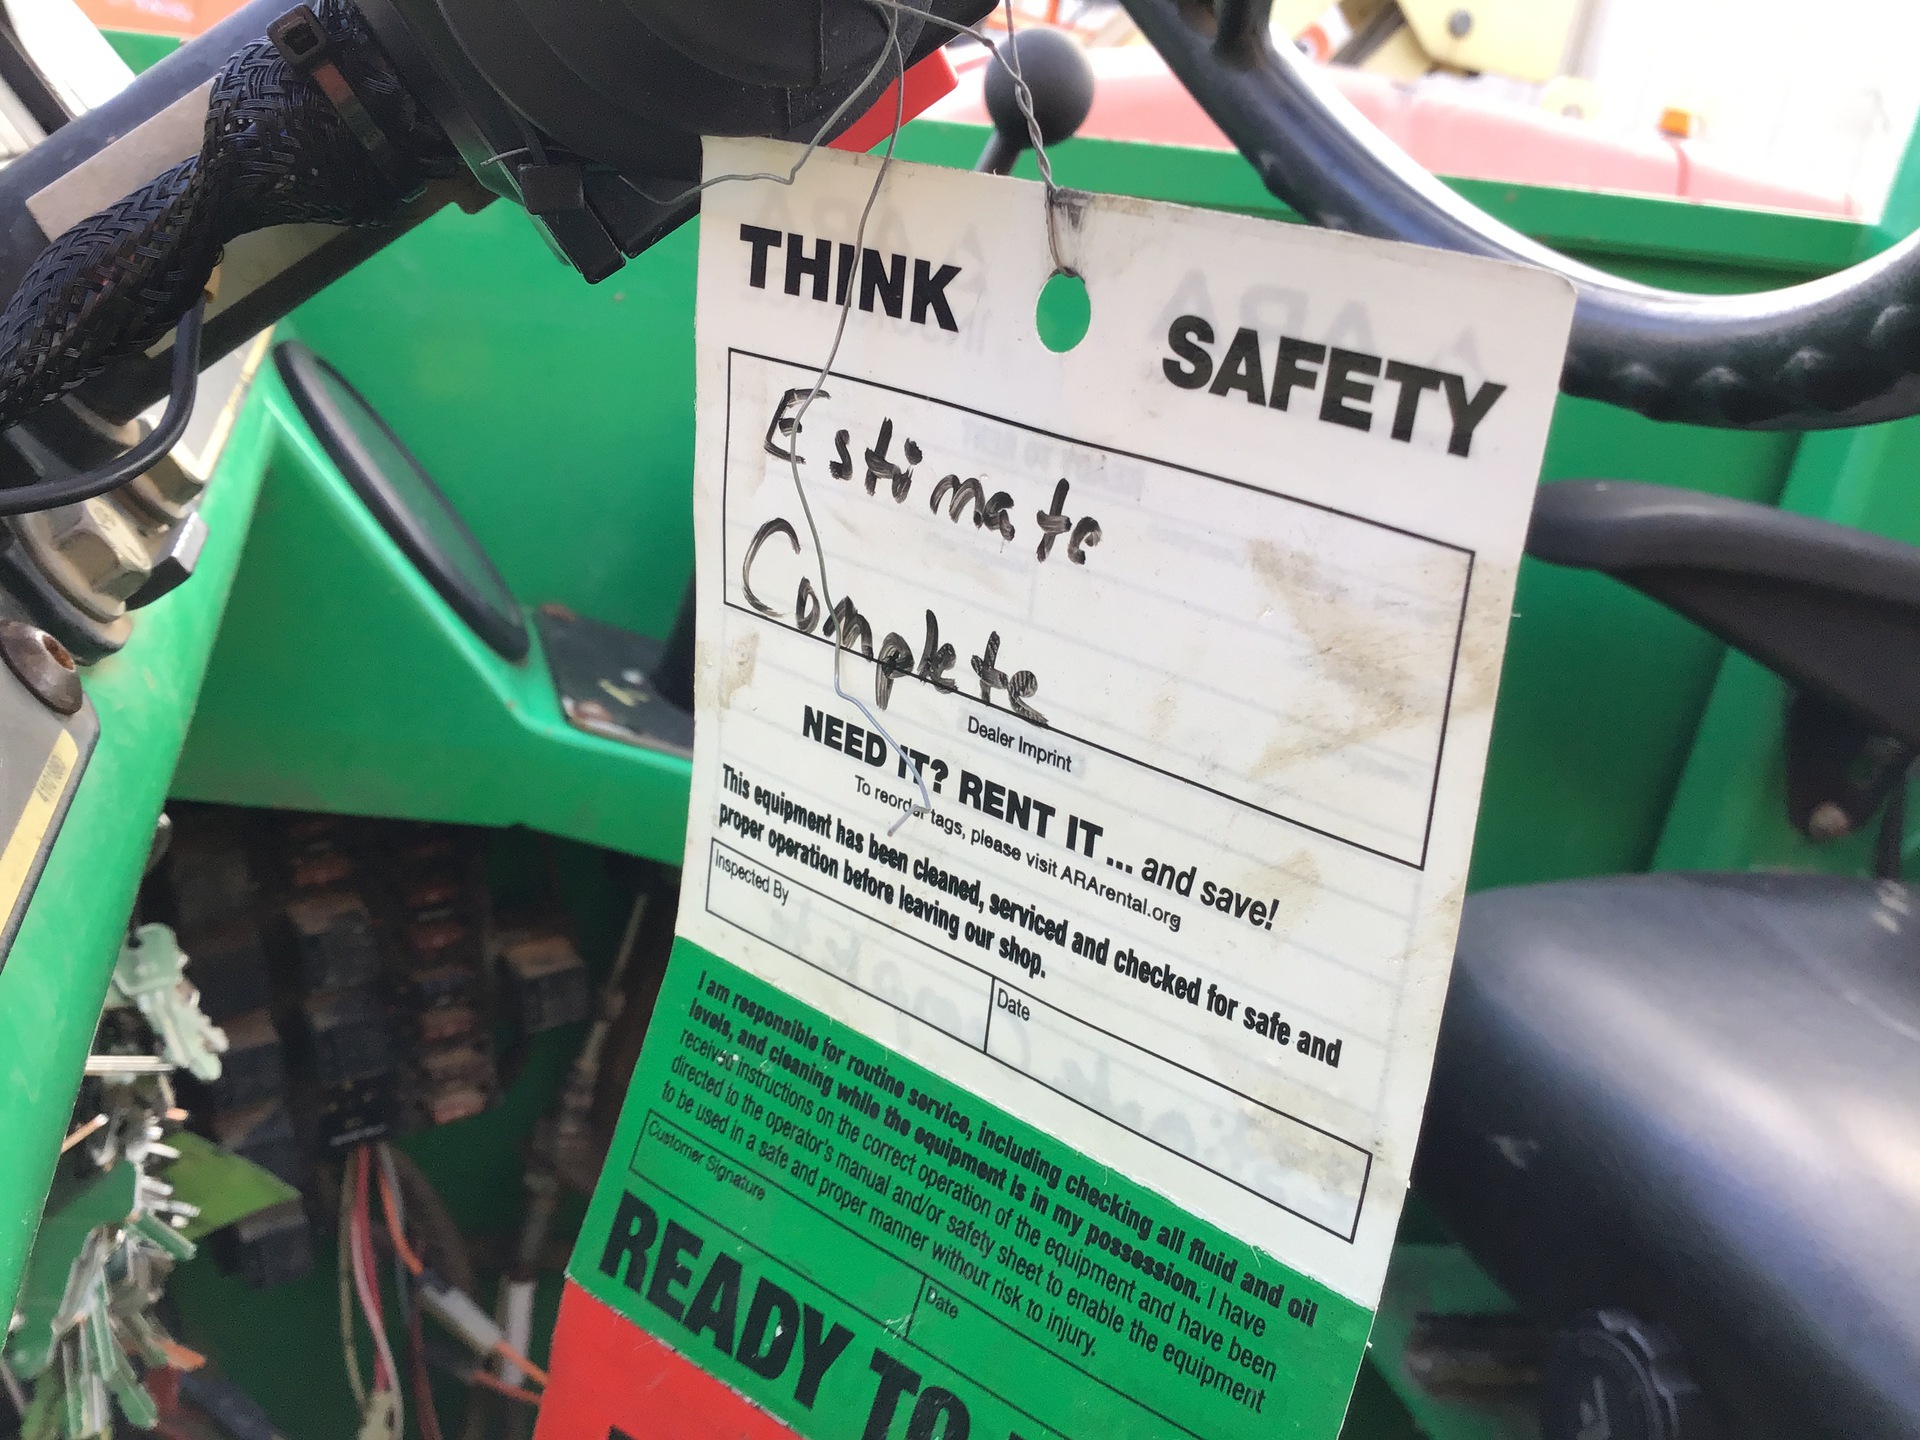 THINK
SAFETY
Estimate
Complete
Dealer Imprint
NEED IT? RENT IT ... and save!
To reorder tags, please visit ARArental.org
This equipment has been cleaned, serviced and checked for safe and
proper operation before leaving our shop.
Inspected By
Date
I am responsible for routine service, including checking all fluid and oil
levels, and cleaning while the equipment is in my possession. I have
received instructions on the correct operation of the equipment and have been
directed to the operator's manual and/or safety sheet to enable the equipment
to be used in a safe and proper manner without risk to injury.
Customer Signature
Date
READY TO